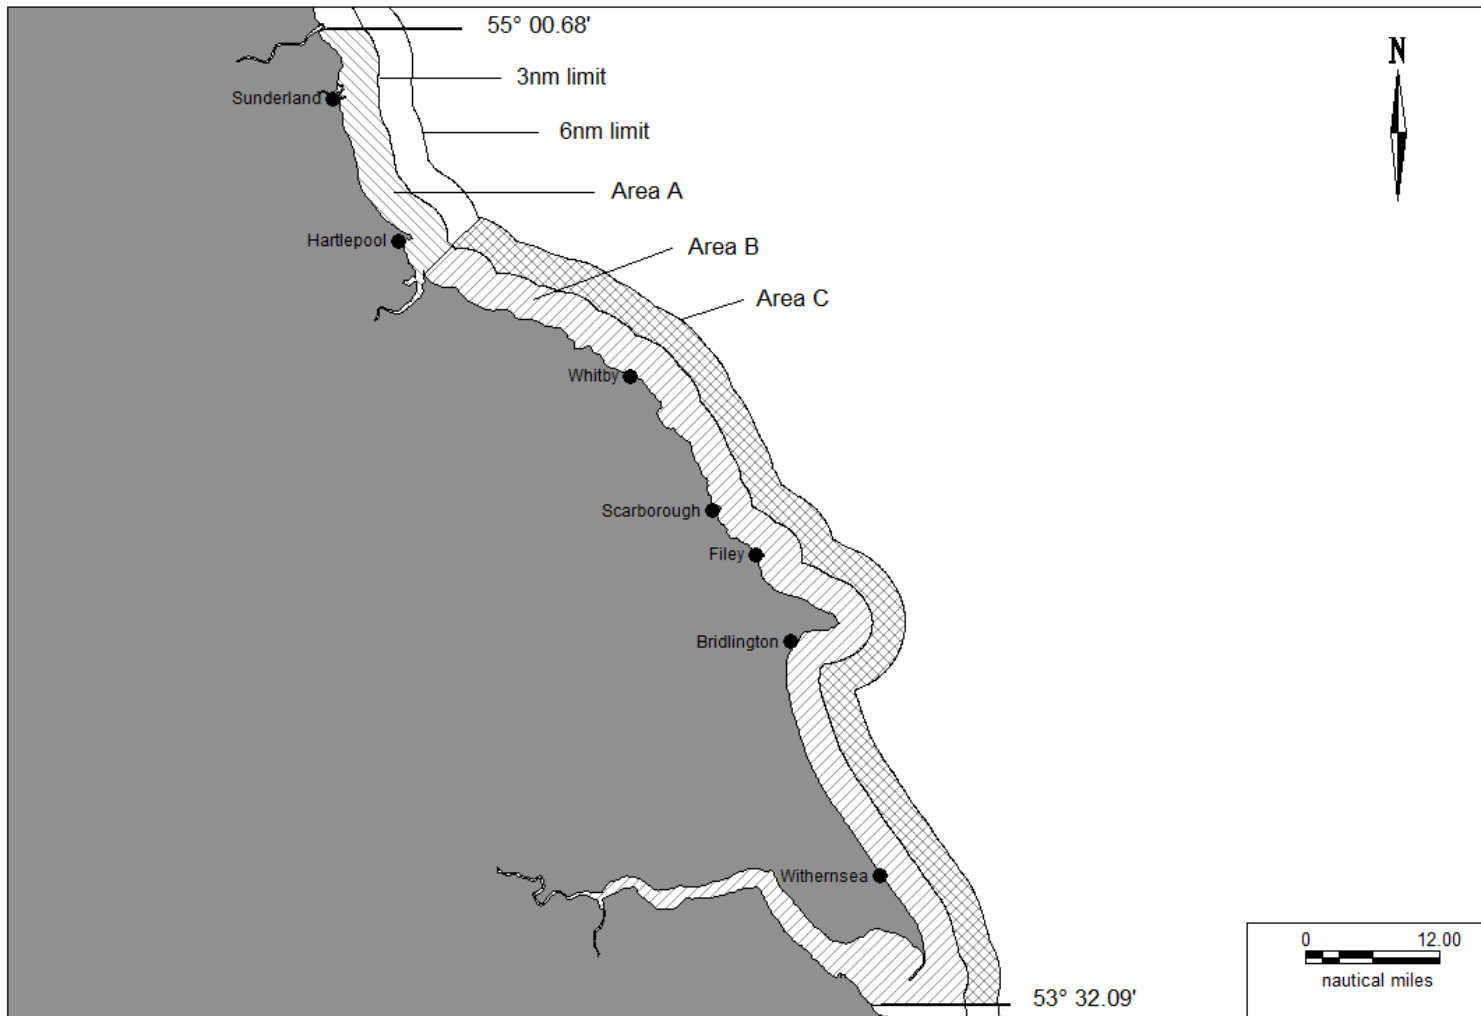 55° 00.68'
N
3nm limit
Sunderland
6nm limit
Area A
Hartlepool
Area B
Area C
Whitby
Scarborough
Filey
Bridlington
Withernsea
0 12.00
nautical miles
53° 32.09'